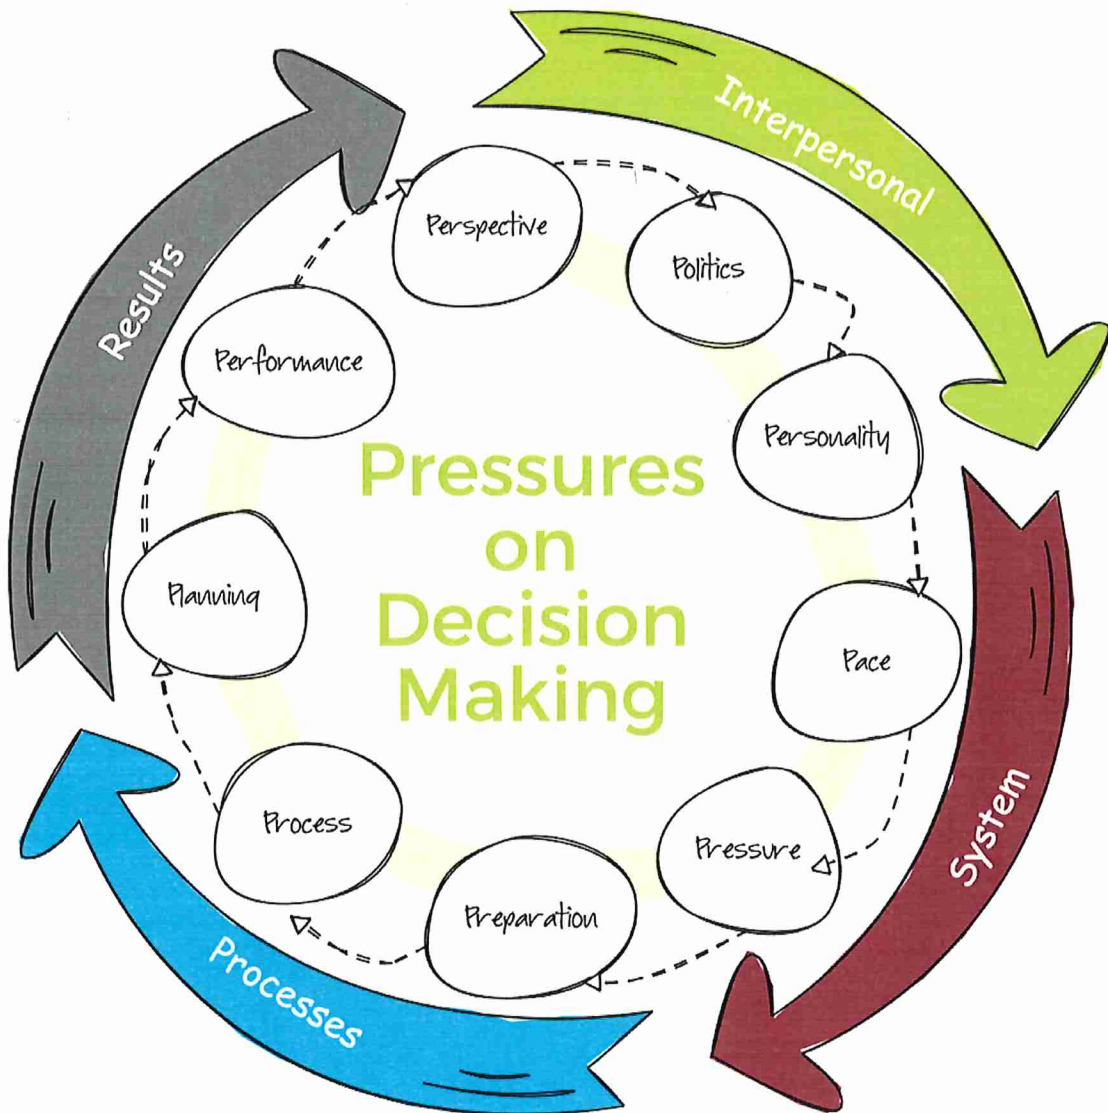 Interpersonal
Results
Perspective
Politics
Performance
Personality
Pressures
on
Decision
Making
Planning
Pace
System
Process
Pressure
Preparation
Processes